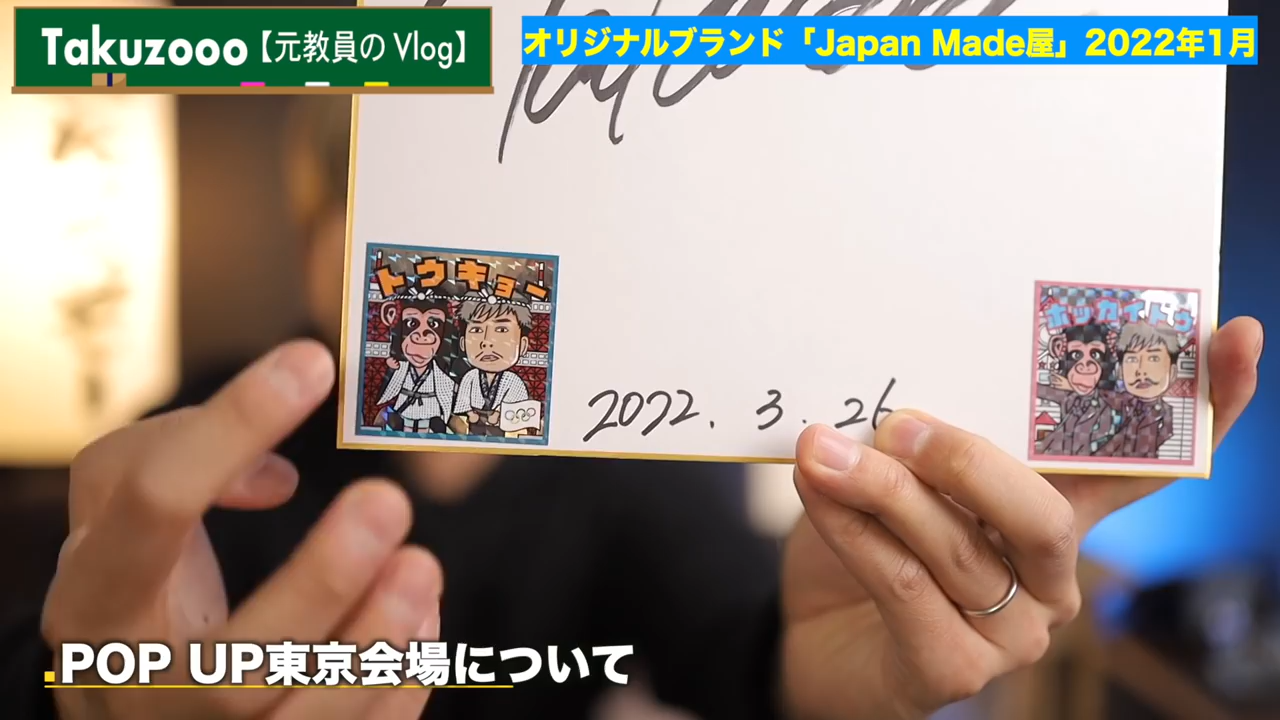 Takuzooo【元教員のVlog】
オリジナルブランド「Japan Made屋」2022年1月
トウキョー
ホッカイドウ
2022. 3. 26
POP UP東京会場について